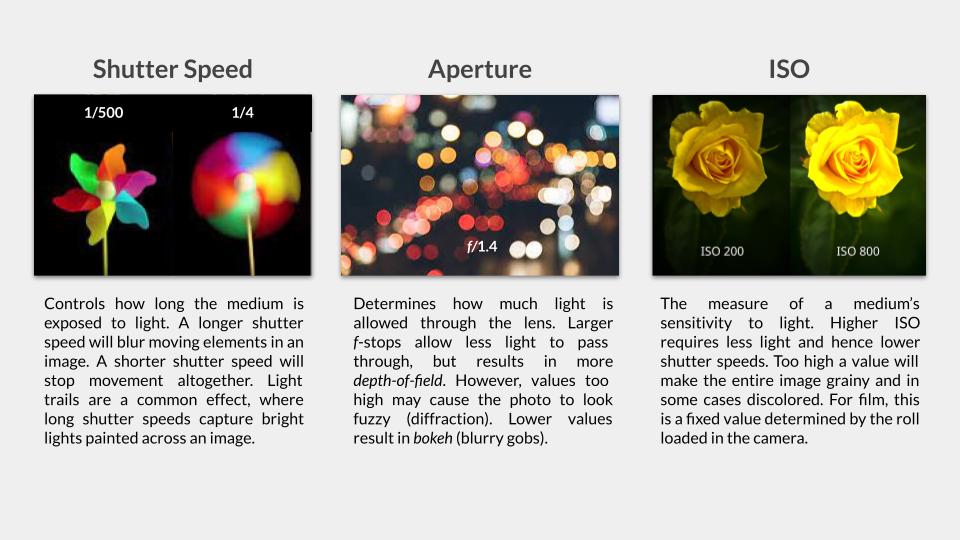 Shutter Speed
1/500 1/4
Controls how long the medium is
exposed to light. A longer shutter
speed will blur moving elements in an
image. A shorter shutter speed will
stop movement altogether. Light
trails are a common effect, where
long shutter speeds capture bright
lights painted across an image.
Aperture
f/1.4
Determines how much light is
allowed through the lens. Larger
f-stops allow less light to pass
through, but results in more
depth-of-field. However, values too
high may cause the photo to look
fuzzy (diffraction). Lower values
result in bokeh (blurry gobs).
ISO
ISO 200 ISO 800
The measure of a medium’s
sensitivity to light. Higher ISO
requires less light and hence lower
shutter speeds. Too high a value will
make the entire image grainy and in
some cases discolored. For film, this
is a fixed value determined by the roll
loaded in the camera.